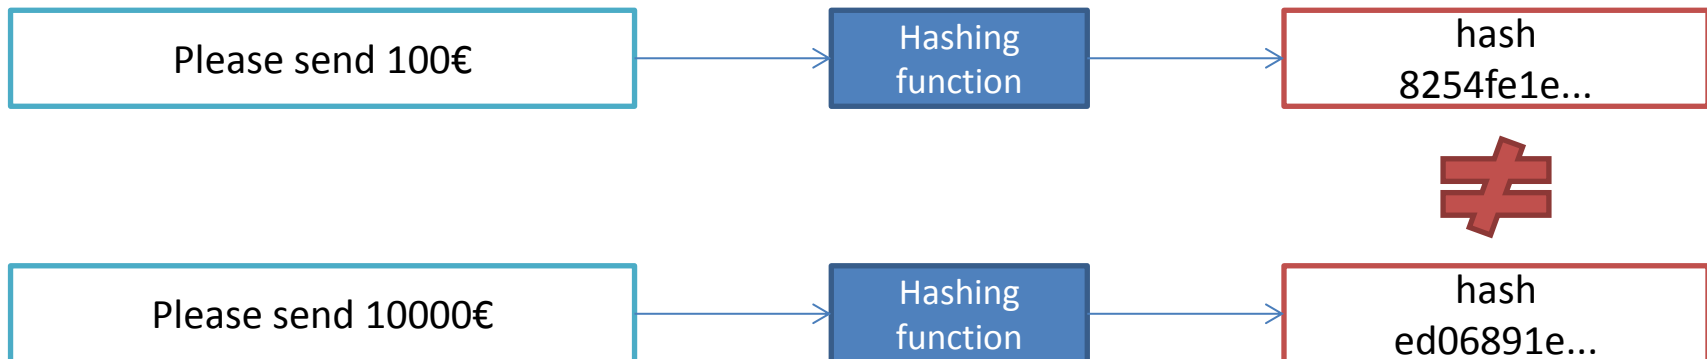 Please send 100€
Hashing
function
hash
8254fe1e...
Please send 10000€
Hashing
function
hash
ed06891e...